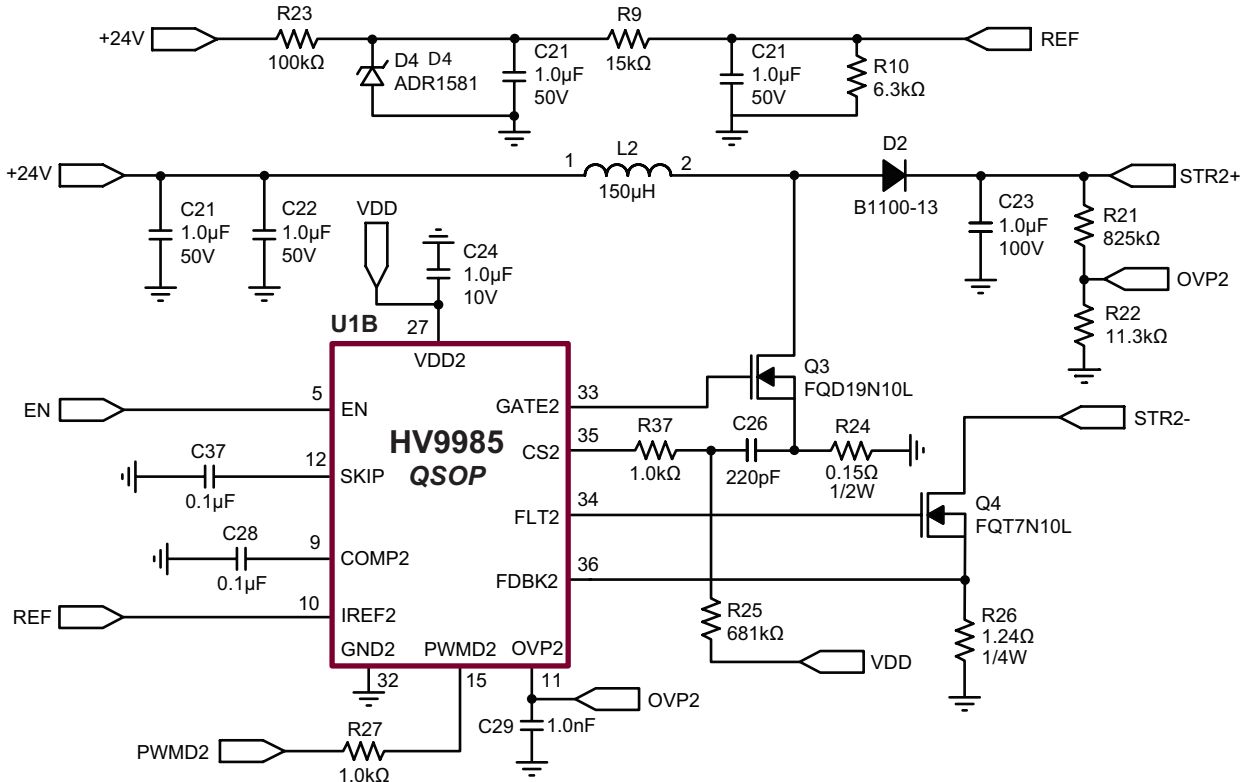 +24V
R23
100kΩ
D4 D4
ADR1581
C21
1.0µF
50V
R9
15kΩ
C21
1.0µF
50V
R10
6.3kΩ
REF
+24V
C21
1.0µF
50V
C22
1.0µF
50V
VDD
C24
1.0µF
10V
1
L2
2
150µH
D2
B1100-13
C23
1.0µF
100V
STR2+
R21
825kΩ
OVP2
R22
11.3kΩ
U1B
27
VDD2
EN
5
EN
GATE2
33
Q3
FQD19N10L
HV9985
QSOP
CS2
35
R37
1.0kΩ
C26
220pF
R24
0.15Ω
1/2W
STR2-
C37
0.1µF
12
SKIP
FLT2
34
Q4
FQT7N10L
C28
0.1µF
9
COMP2
FDBK2
36
REF
10
IREF2
R25
681kΩ
R26
1.24Ω
1/4W
GND2
PWMD2
OVP2
32
15
11
VDD
OVP2
C29
1.0nF
PWMD2
R27
1.0kΩ